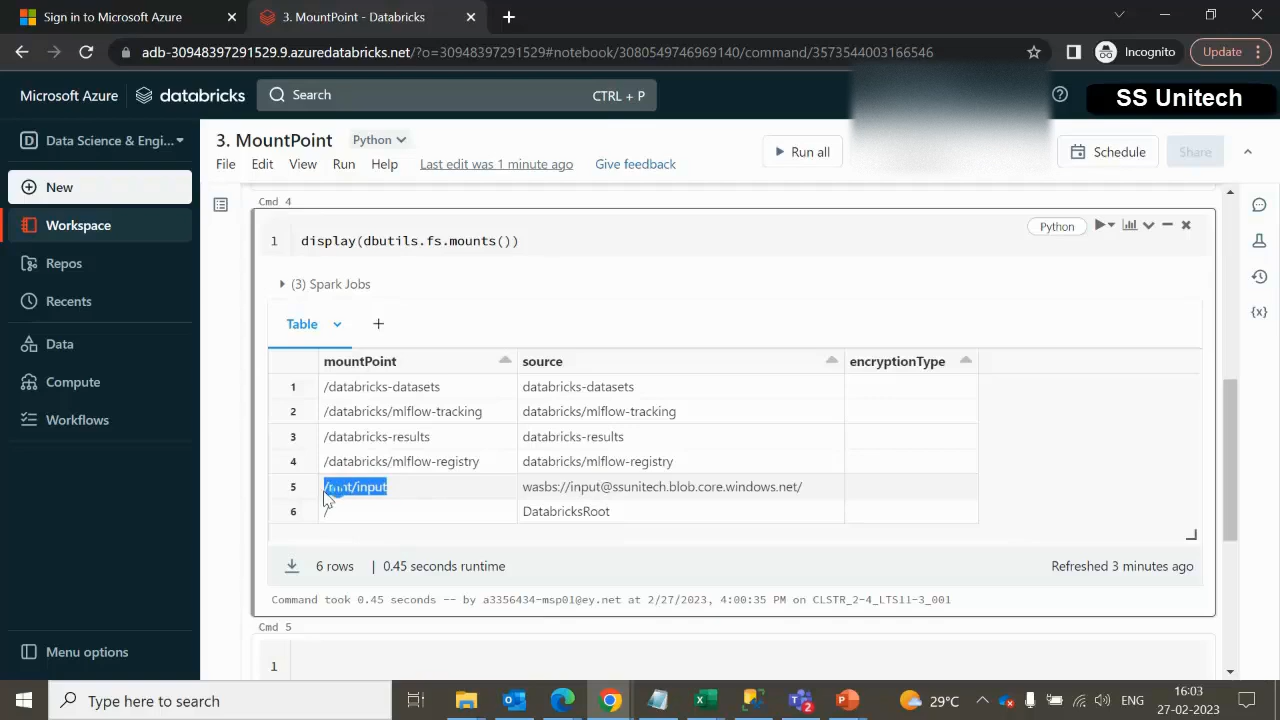 Sign in to Microsoft Azure
3. MountPoint - Databricks
adb-30948397291529.9.azuredatabricks.net/?o=30948397291529#notebook/3080549746969140/command/3573544003166546
Incognito
Update
Microsoft Azure
databricks
Search
CTRL + P
SS Unitech
Data Science & Engi...
3. MountPoint
Python
Run all
Schedule
Share
File Edit View Run Help Last edit was 1 minute ago Give feedback
New
Workspace
Repos
Recents
Data
Compute
Workflows
Menu options
Cmd 4
Python
1 display(dbutils.fs.mounts())
(3) Spark Jobs
Table
mountPoint source encryptionType
1 /databricks-datasets databricks-datasets
2 /databricks/mlflow-tracking databricks/mlflow-tracking
3 /databricks-results databricks-results
4 /databricks/mlflow-registry databricks/mlflow-registry
5 /mnt/input wasbs://input@ssunitech.blob.core.windows.net/
6 / DatabricksRoot
6 rows | 0.45 seconds runtime
Refreshed 3 minutes ago
Command took 0.45 seconds -- by a3356434-msp01@ey.net at 2/27/2023, 4:00:35 PM on CLSTR_2-4_LTS11-3_001
Cmd 5
1
Type here to search
29°C
ENG
16:03
27-02-2023